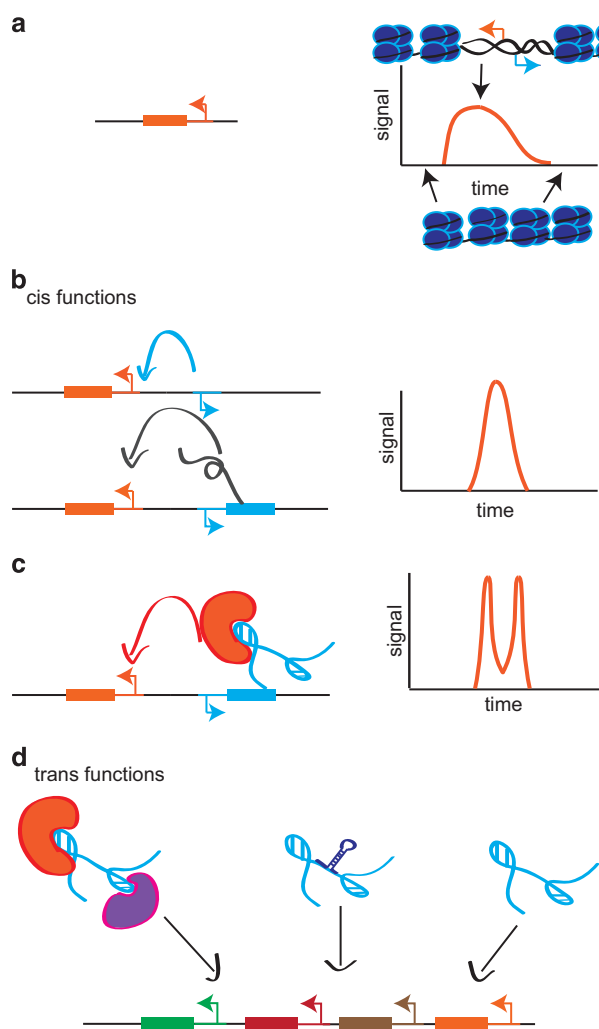 a
signal
time
b
cis functions
signal
time
c
signal
time
d
trans functions